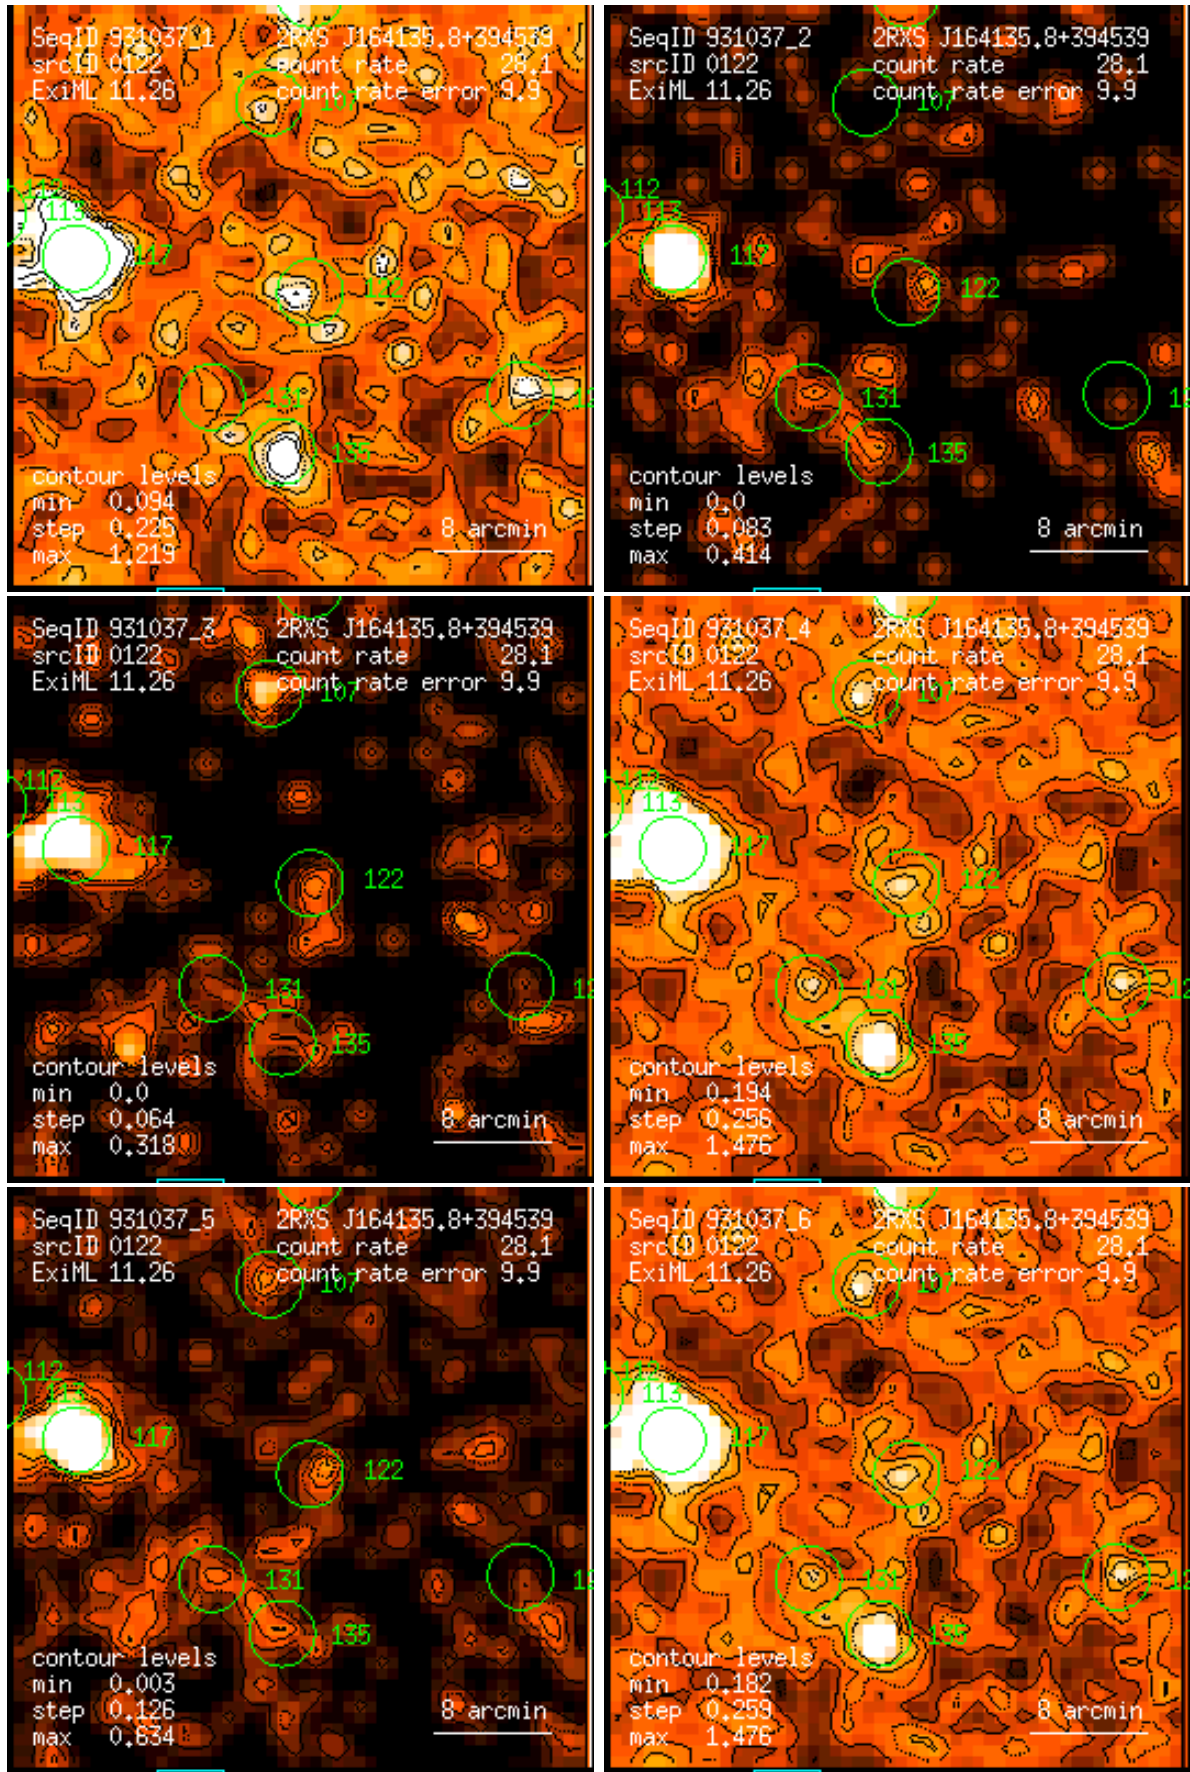 SeqID 931037_1 2RXS J164135.8+394539
srcID 0122 count rate 28.1
ExiML 11.26 count rate error 9.9
107
112
113
117
122
131
12
135
contour levels
min 0.094
step 0.225
max 1.219
8 arcmin
SeqID 931037_2 2RXS J164135.8+394539
srcID 0122 count rate 28.1
ExiML 11.26 count rate error 9.9
107
112
113
117
122
131
12
135
contour levels
min 0.0
step 0.083
max 0.414
8 arcmin
SeqID 931037_3 2RXS J164135.8+394539
srcID 0122 count rate 28.1
ExiML 11.26 count rate error 9.9
107
112
113
117
122
131
12
135
contour levels
min 0.0
step 0.064
max 0.318
8 arcmin
SeqID 931037_4 2RXS J164135.8+394539
srcID 0122 count rate 28.1
ExiML 11.26 count rate error 9.9
107
112
113
117
122
131
12
135
contour levels
min 0.194
step 0.256
max 1.476
8 arcmin
SeqID 931037_5 2RXS J164135.8+394539
srcID 0122 count rate 28.1
ExiML 11.26 count rate error 9.9
107
112
113
117
122
131
12
135
contour levels
min 0.003
step 0.126
max 0.634
8 arcmin
SeqID 931037_6 2RXS J164135.8+394539
srcID 0122 count rate 28.1
ExiML 11.26 count rate error 9.9
107
112
113
117
122
131
12
135
contour levels
min 0.182
step 0.259
max 1.476
8 arcmin